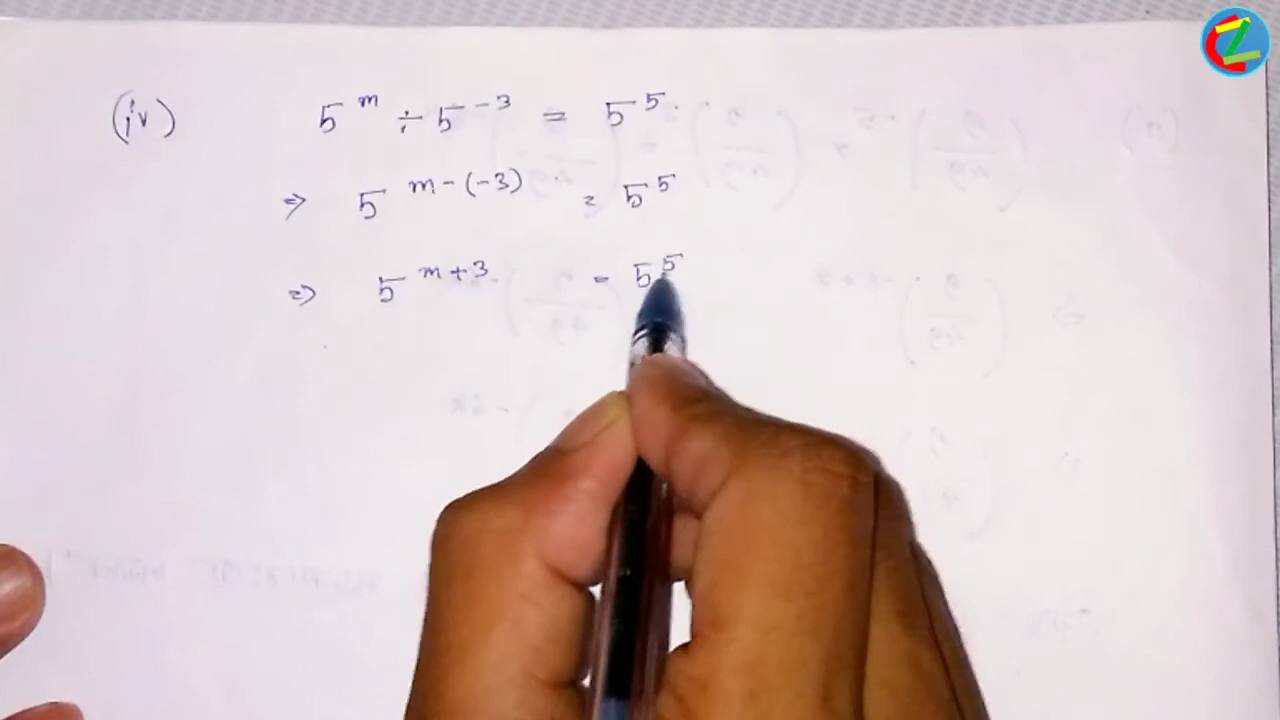 (iv) 5^m ÷ 5^-3 = 5^5
⇒ 5^m-(-3) = 5^5
⇒ 5^m+3 = 5^5